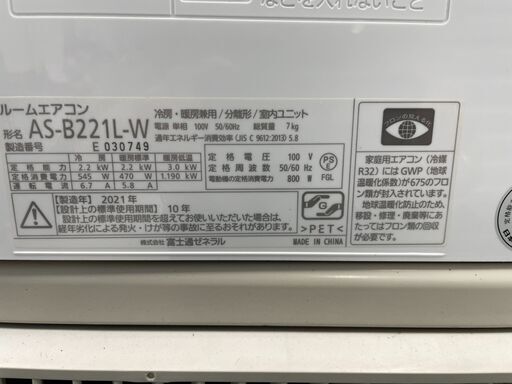 なかを入れないこと
ルームエアコン
形名 AS-B221L-W
製造番号 E 030749
冷房・暖房兼用/分離形/室内ユニット
電源 単相 100V 50/60Hz 総質量 7kg
通年エネルギー消費効率(JIS C 9612:2013) 5.8
冷房 暖房標準 暖房低温
定格能力 2.2 kW 2.2 kW 3.0 kW
定格消費電力 545 W 470 W 1,190 kW
運転電流 6.7 A 5.8 A
定格電圧 100 V
定格周波数 50/60 Hz
電動機の定格消費電力 800 W
PS
E
FGL
【製造年】2021年
【設計上の標準使用期間】10年
設計上の標準使用期間を超えてお使いいただいた場合は、
経年劣化による発火・けが等の事故に至るおそれがあります。
<PET>
株式会社 富士通ゼネラル
MADE IN CHINA
フロンの見える化
家庭用エアコン(冷媒
R32)にはGWP(地球
温暖化係数)が675のフロ
ン類が封入されています。
地球温暖化防止のため、
移設・修理・廃棄等にあ
たってはフロン類の回収
が必要です。